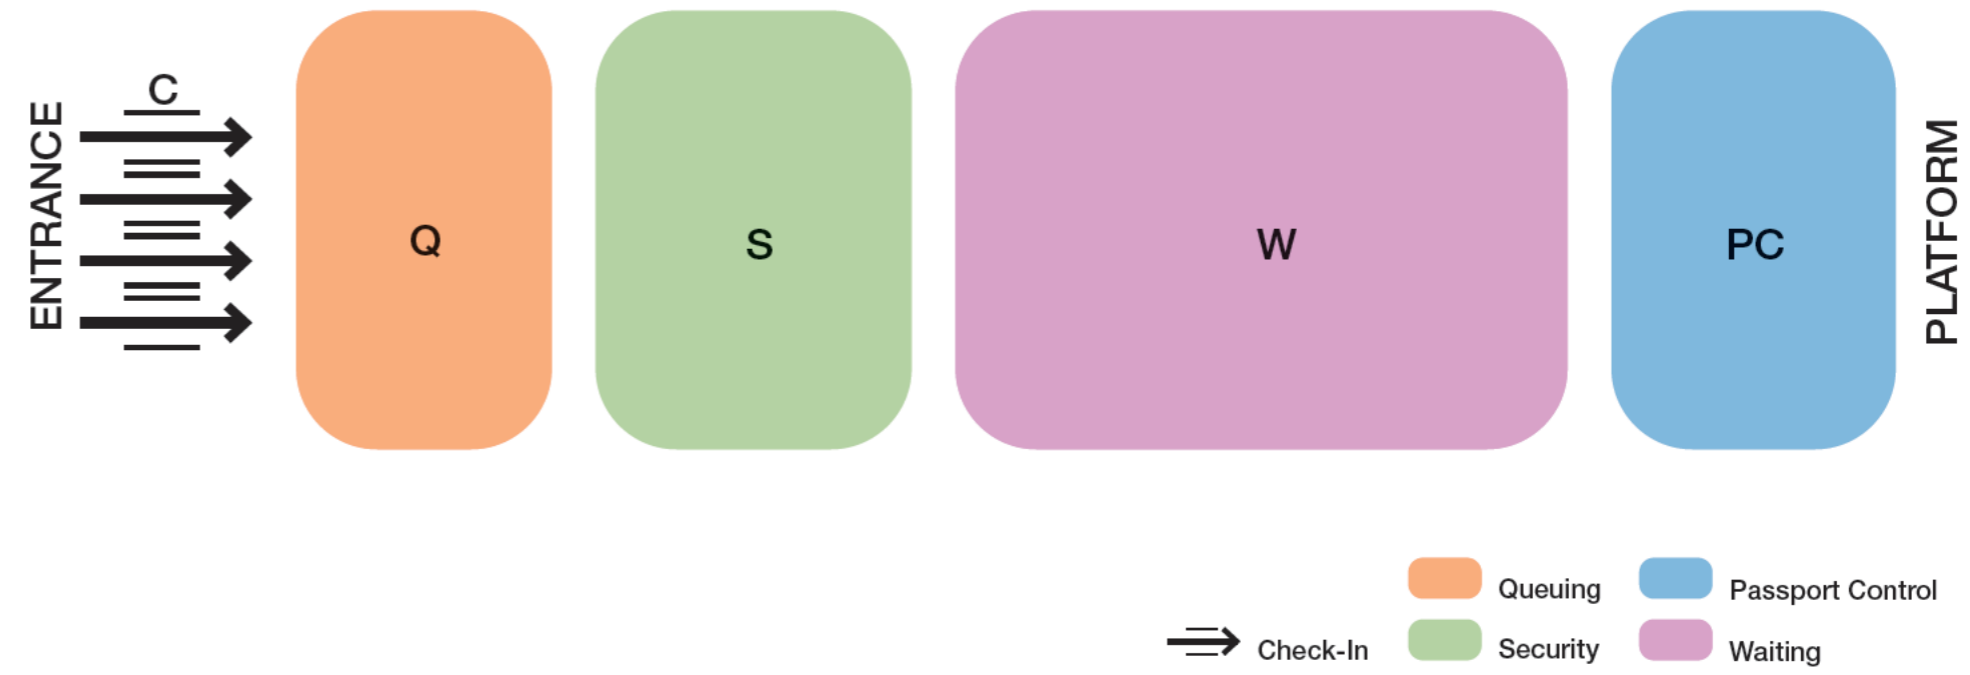 ENTRANCE
C
Q
S
W
PC
PLATFORM
Queuing
Passport Control
Check-In
Security
Waiting